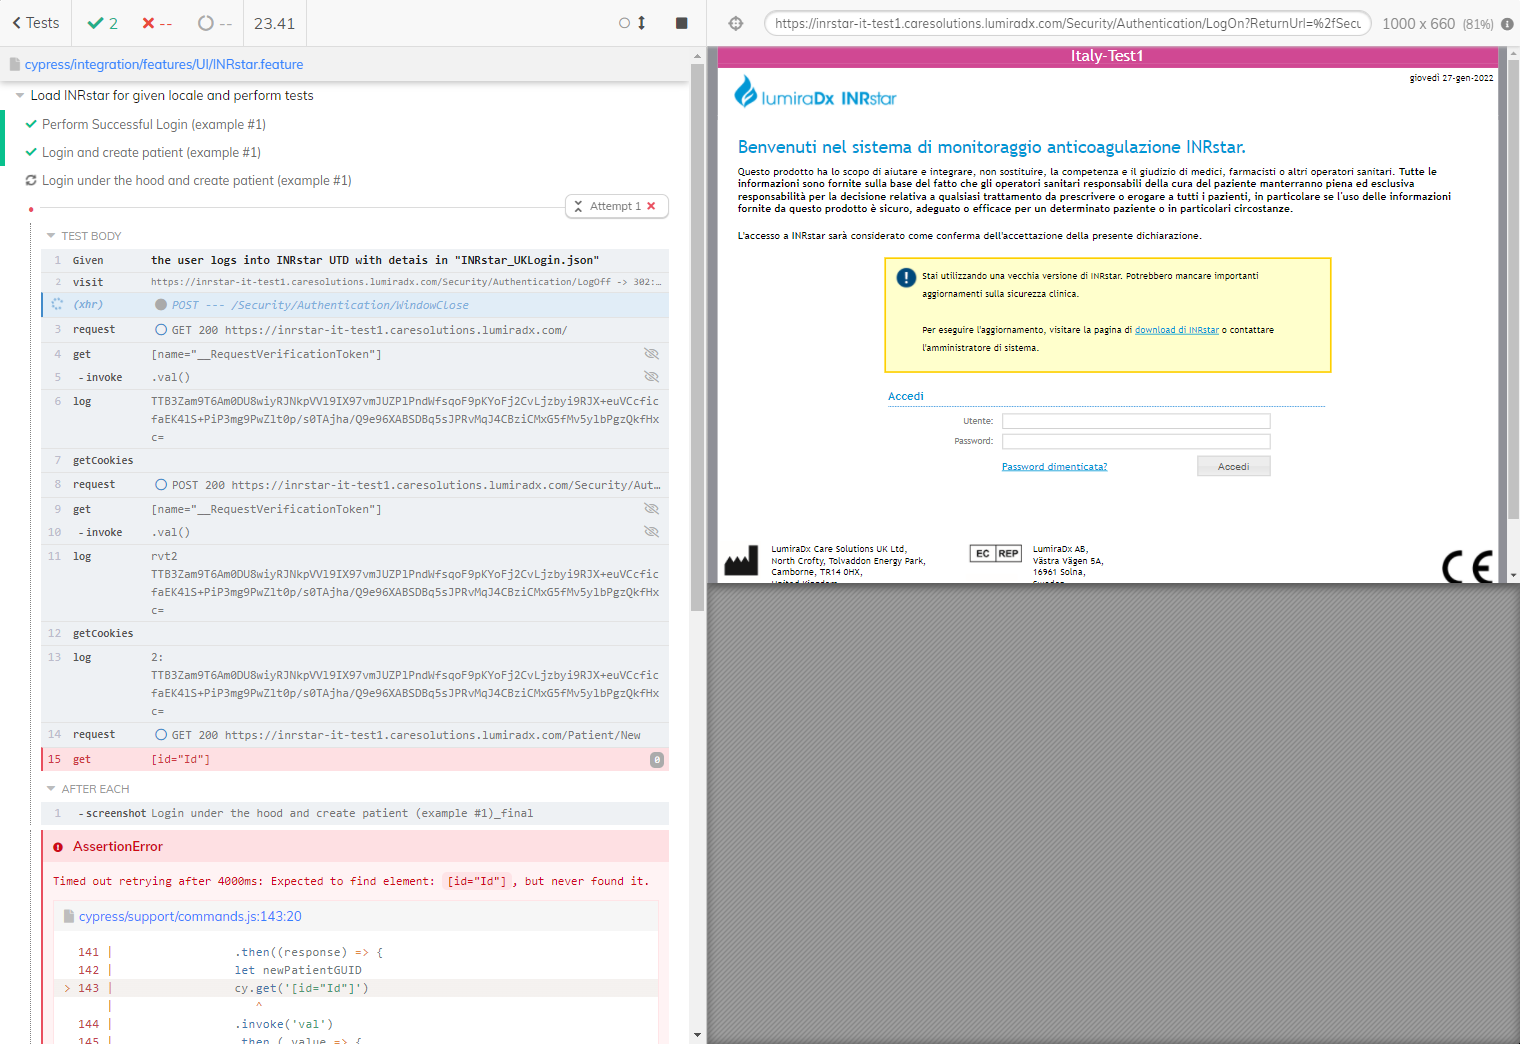 Tests
2
--
--
23.41
cypress/integration/features/UI/INRstar.feature
Load INRstar for given locale and perform tests
Perform Successful Login (example #1)
Login and create patient (example #1)
Login under the hood and create patient (example #1)
Attempt 1
TEST BODY
1 Given the user logs into INRstar UTD with detais in "INRstar_UKLogin.json"
2 visit https://inrstar-it-test1.caresolutions.lumiradx.com/Security/Authentication/LogOff -> 302:…
(xhr) POST --- /Security/Authentication/WindowClose
3 request GET 200 https://inrstar-it-test1.caresolutions.lumiradx.com/
4 get [name="__RequestVerificationToken"]
5 -invoke .val()
6 log TTB3Zam9T6Am0DU8wiyRJNkpVVl9IX97vmJUZPlPndWfsqoF9pKYoFj2CvLjzbyi9RJX+euVCcfic
faEK4lS+PiP3mg9PwZlt0p/s0TAjha/Q9e96XABSDBq5sJPRvMqJ4CBziCMxG5fMv5ylbPgzQkfHx
c=
7 getCookies
8 request POST 200 https://inrstar-it-test1.caresolutions.lumiradx.com/Security/Aut…
9 get [name="__RequestVerificationToken"]
10 -invoke .val()
11 log rvt2
TTB3Zam9T6Am0DU8wiyRJNkpVVl9IX97vmJUZPlPndWfsqoF9pKYoFj2CvLjzbyi9RJX+euVCcfic
faEK4lS+PiP3mg9PwZlt0p/s0TAjha/Q9e96XABSDBq5sJPRvMqJ4CBziCMxG5fMv5ylbPgzQkfHx
c=
12 getCookies
13 log 2:
TTB3Zam9T6Am0DU8wiyRJNkpVVl9IX97vmJUZPlPndWfsqoF9pKYoFj2CvLjzbyi9RJX+euVCcfic
faEK4lS+PiP3mg9PwZlt0p/s0TAjha/Q9e96XABSDBq5sJPRvMqJ4CBziCMxG5fMv5ylbPgzQkfHx
c=
14 request GET 200 https://inrstar-it-test1.caresolutions.lumiradx.com/Patient/New
15 get [id="Id"] 0
AFTER EACH
1 -screenshot Login under the hood and create patient (example #1)_final
AssertionError
Timed out retrying after 4000ms: Expected to find element: [id="Id"], but never found it.
cypress/support/commands.js:143:20
141 | .then((response) => {
142 | let newPatientGUID
> 143 | cy.get('[id="Id"]')
| ^
144 | .invoke('val')
145 | .then ( value => {
https://inrstar-it-test1.caresolutions.lumiradx.com/Security/Authentication/LogOn?ReturnUrl=%2fSecu
1000 x 660 (81%)
Italy-Test1
giovedì 27-gen-2022
lumiraDx INRstar
Benvenuti nel sistema di monitoraggio anticoagulazione INRstar.
Questo prodotto ha lo scopo di aiutare e integrare, non sostituire, la competenza e il giudizio di medici, farmacisti o altri operatori sanitari. Tutte le
informazioni sono fornite sulla base del fatto che gli operatori sanitari responsabili della cura del paziente manterranno piena ed esclusiva
responsabilità per la decisione relativa a qualsiasi trattamento da prescrivere o erogare a tutti i pazienti, in particolare se l'uso delle informazioni
fornite da questo prodotto è sicuro, adeguato o efficace per un determinato paziente o in particolari circostanze.
L'accesso a INRstar sarà considerato come conferma dell'accettazione della presente dichiarazione.
Stai utilizzando una vecchia versione di INRstar. Potrebbero mancare importanti
aggiornamenti sulla sicurezza clinica.
Per eseguire l'aggiornamento, visitare la pagina di download di INRstar o contattare
l'amministratore di sistema.
Accedi
Utente:
Password:
Password dimenticata?
Accedi
LumiraDx Care Solutions UK Ltd,
North Crofty, Tolvaddon Energy Park,
Camborne, TR14 0HX,
United Kingdom
EC REP
LumiraDx AB,
Västra Vägen 5A,
16961 Solna,
Sweden
CE